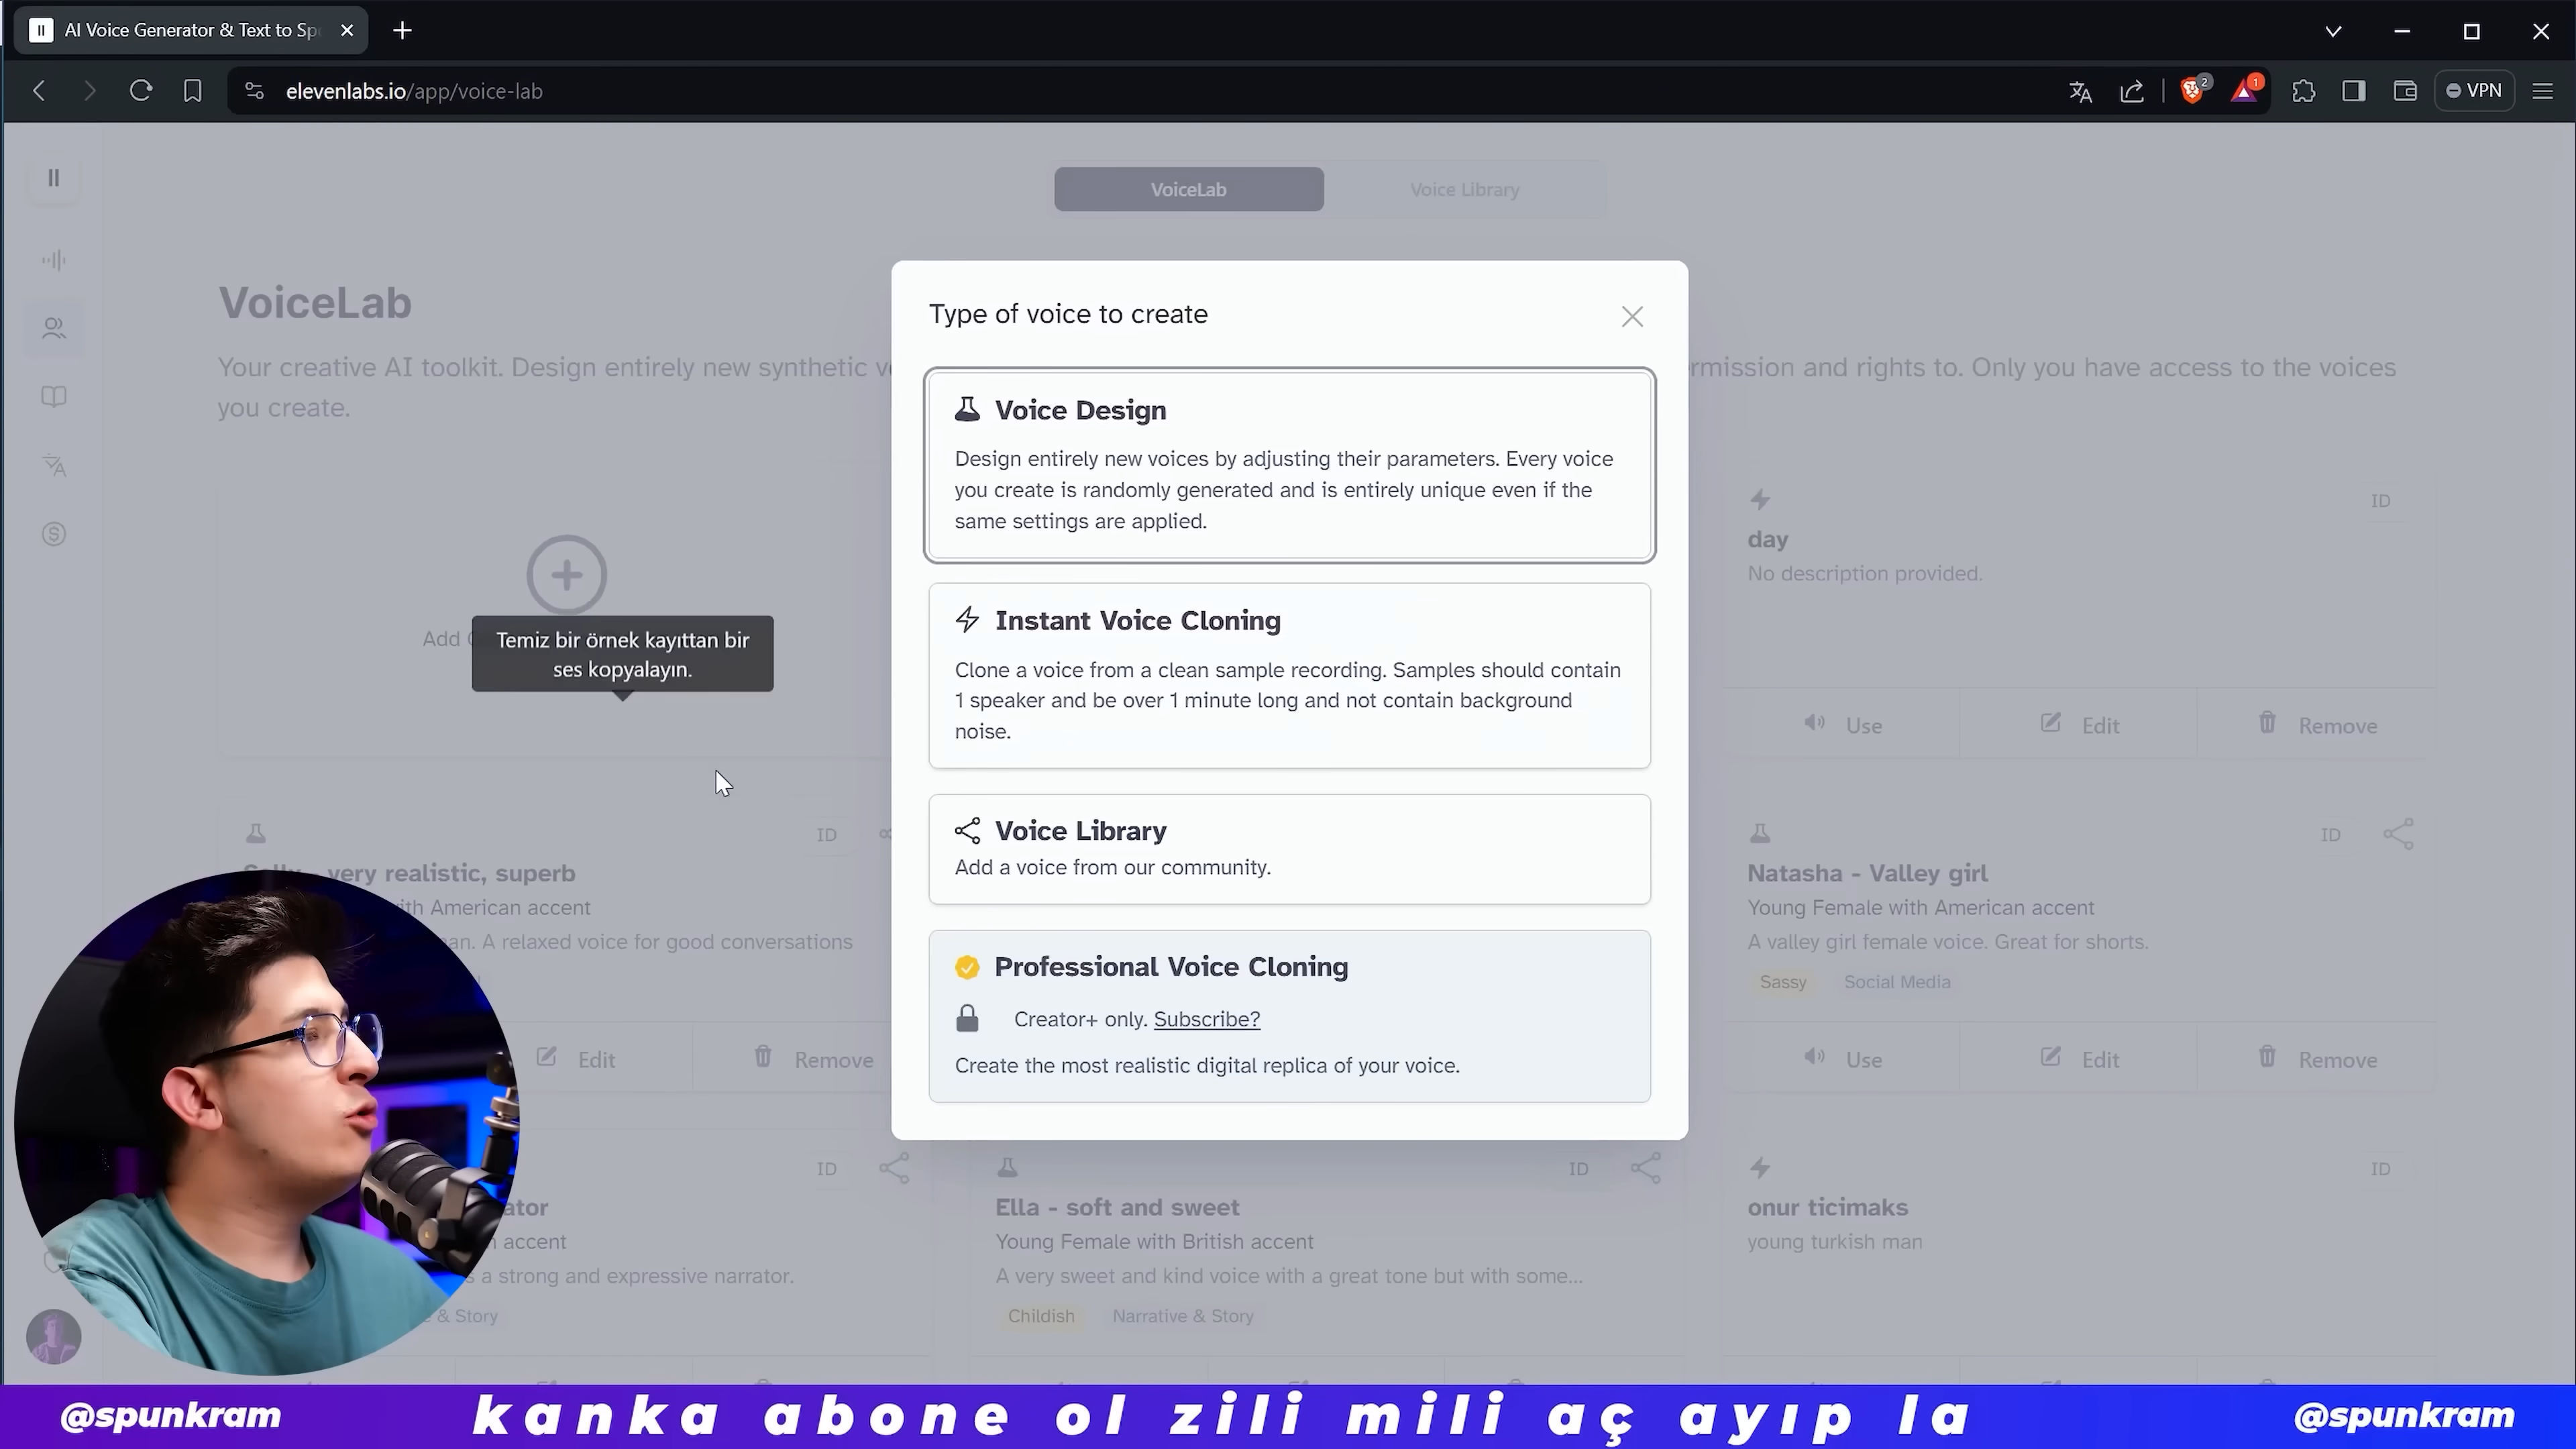 AI Voice Generator & Text to Sp
elevenlabs.io/app/voice-lab
2
1
VPN
VoiceLab
Voice Library
VoiceLab
Your creative AI toolkit. Design entirely new synthetic
rmission and rights to. Only you have access to the voices
you create.
Type of voice to create
Voice Design
Design entirely new voices by adjusting their parameters. Every voice
you create is randomly generated and is entirely unique even if the
same settings are applied.
Instant Voice Cloning
Clone a voice from a clean sample recording. Samples should contain
1 speaker and be over 1 minute long and not contain background
noise.
Voice Library
Add a voice from our community.
Professional Voice Cloning
Creator+ only. Subscribe?
Create the most realistic digital replica of your voice.
Add
Temiz bir örnek kayıttan bir
ses kopyalayın.
ID
day
No description provided.
Use Edit Remove
ID
very realistic, superb
with American accent
A relaxed voice for good conversations
Edit Remove
ID
Natasha - Valley girl
Young Female with American accent
A valley girl female voice. Great for shorts.
Sassy Social Media
Use Edit Remove
ID
accent
s a strong and expressive narrator.
& Story
ID
Ella - soft and sweet
Young Female with British accent
A very sweet and kind voice with a great tone but with some...
Childish Narrative & Story
ID
onur ticimaks
young turkish man
@spunkram
kanka abone ol zili mili aç ayıp la
@spunkram